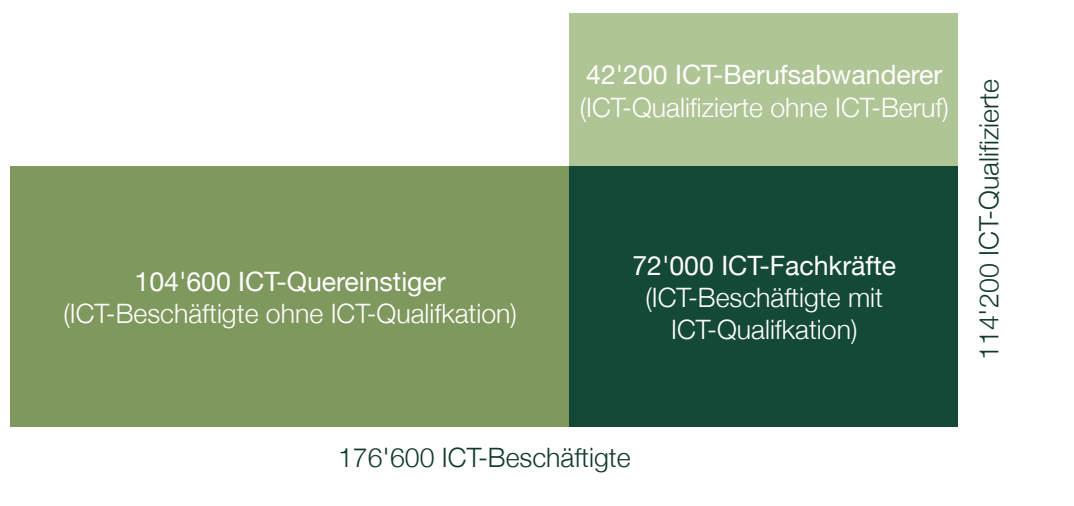 42'200 ICT-Berufsabwanderer
(ICT-Qualifizierte ohne ICT-Beruf)
104'600 ICT-Quereinstiger
(ICT-Beschäftigte ohne ICT-Qualifkation)
72'000 ICT-Fachkräfte
(ICT-Beschäftigte mit
ICT-Qualifkation)
114'200 ICT-Qualifizierte
176'600 ICT-Beschäftigte